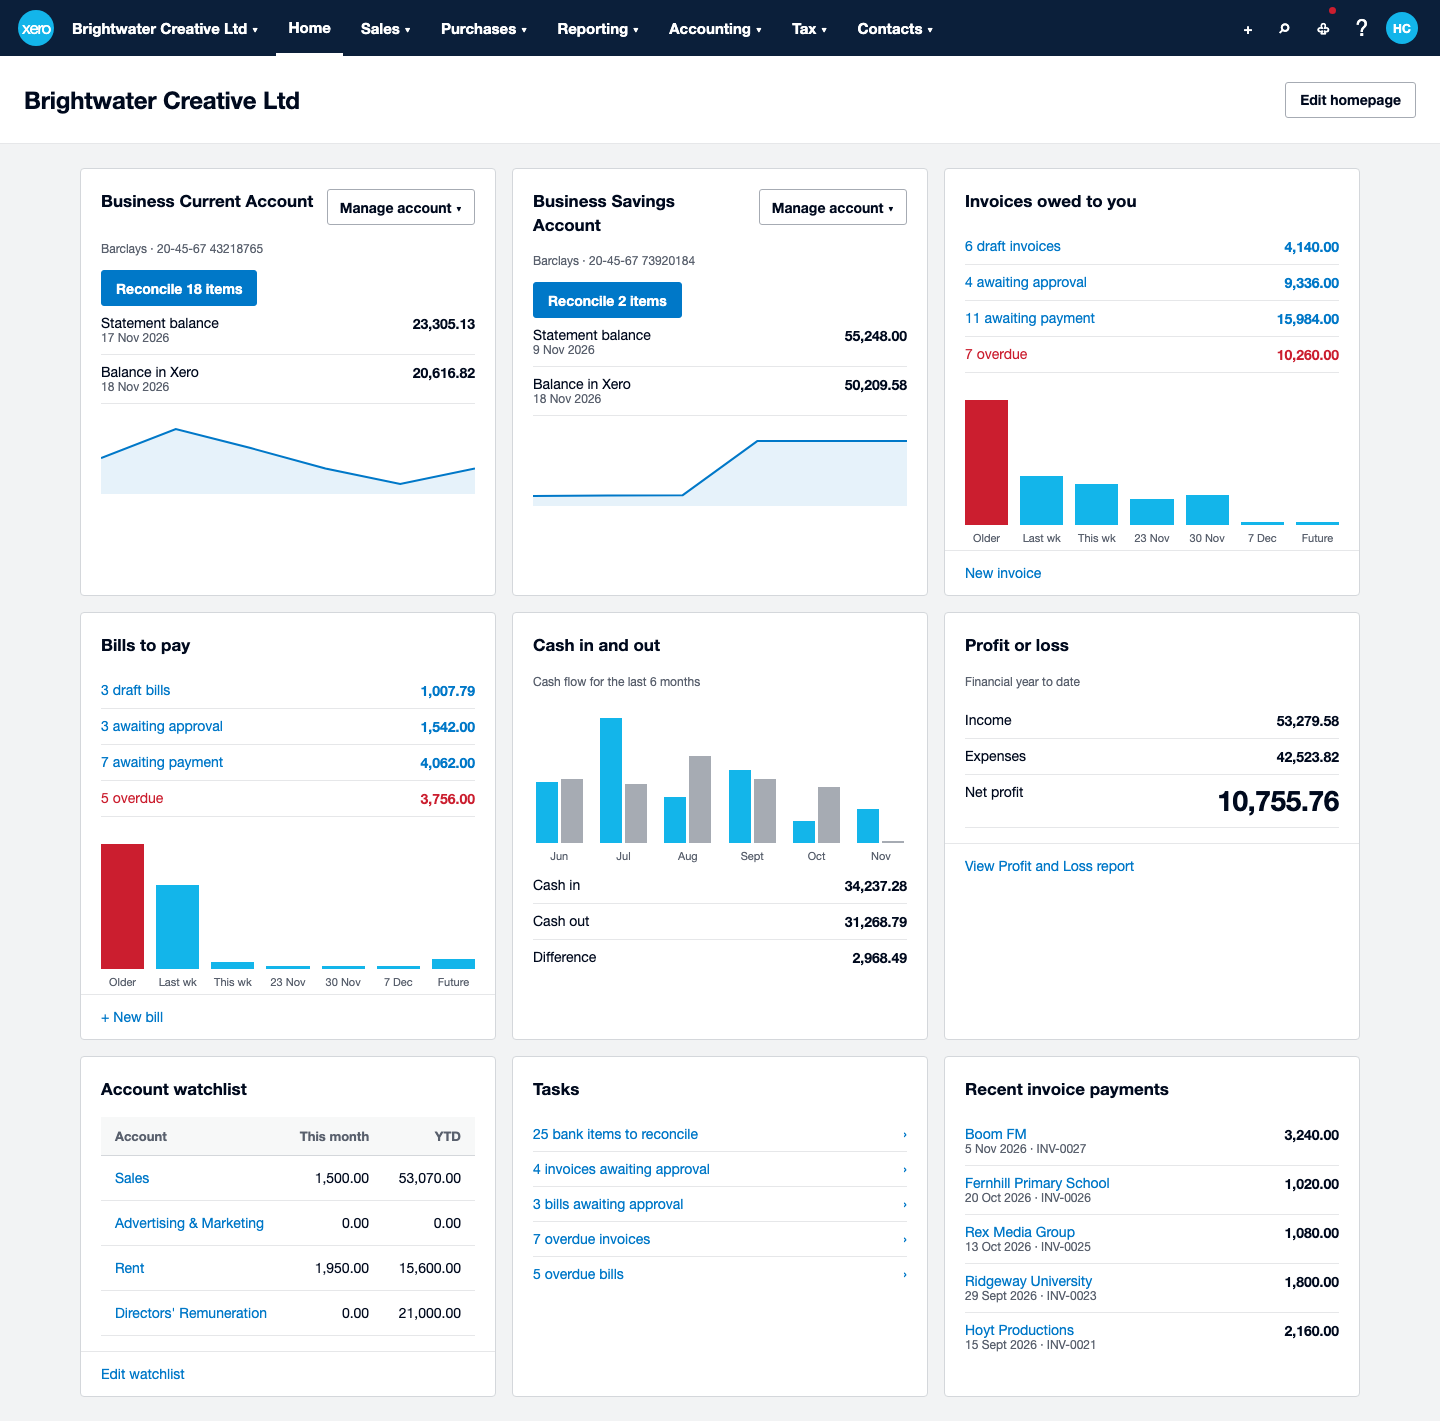 xero Brightwater Creative Ltd ▾ Home Sales ▾ Purchases ▾ Reporting ▾ Accounting ▾ Tax ▾ Contacts ▾ + ? HC
Brightwater Creative Ltd
Edit homepage
Business Current Account
Manage account ▾
Barclays · 20-45-67 43218765
Reconcile 18 items
Statement balance 23,305.13
17 Nov 2026
Balance in Xero 20,616.82
18 Nov 2026
Business Savings
Account
Manage account ▾
Barclays · 20-45-67 73920184
Reconcile 2 items
Statement balance 55,248.00
9 Nov 2026
Balance in Xero 50,209.58
18 Nov 2026
Invoices owed to you
6 draft invoices 4,140.00
4 awaiting approval 9,336.00
11 awaiting payment 15,984.00
7 overdue 10,260.00
Older Last wk This wk 23 Nov 30 Nov 7 Dec Future
New invoice
Bills to pay
3 draft bills 1,007.79
3 awaiting approval 1,542.00
7 awaiting payment 4,062.00
5 overdue 3,756.00
Older Last wk This wk 23 Nov 30 Nov 7 Dec Future
+ New bill
Cash in and out
Cash flow for the last 6 months
Jun Jul Aug Sept Oct Nov
Cash in 34,237.28
Cash out 31,268.79
Difference 2,968.49
Profit or loss
Financial year to date
Income 53,279.58
Expenses 42,523.82
Net profit 10,755.76
View Profit and Loss report
Account watchlist
Account This month YTD
Sales 1,500.00 53,070.00
Advertising & Marketing 0.00 0.00
Rent 1,950.00 15,600.00
Directors' Remuneration 0.00 21,000.00
Edit watchlist
Tasks
25 bank items to reconcile ›
4 invoices awaiting approval ›
3 bills awaiting approval ›
7 overdue invoices ›
5 overdue bills ›
Recent invoice payments
Boom FM 3,240.00
5 Nov 2026 · INV-0027
Fernhill Primary School 1,020.00
20 Oct 2026 · INV-0026
Rex Media Group 1,080.00
13 Oct 2026 · INV-0025
Ridgeway University 1,800.00
29 Sept 2026 · INV-0023
Hoyt Productions 2,160.00
15 Sept 2026 · INV-0021